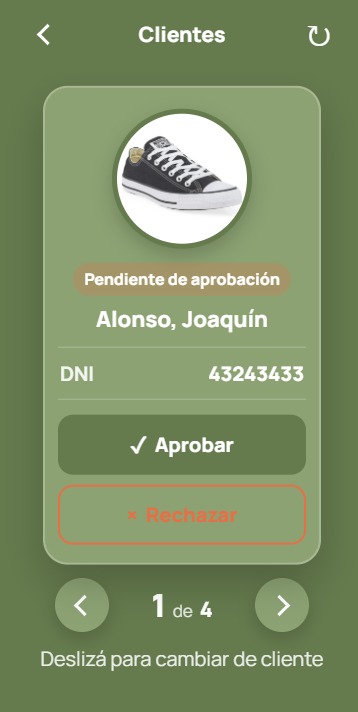 Clientes
Pendiente de aprobación
Alonso, Joaquín
DNI 43243433
✓ Aprobar
× Rechazar
1 de 4
Deslizá para cambiar de cliente